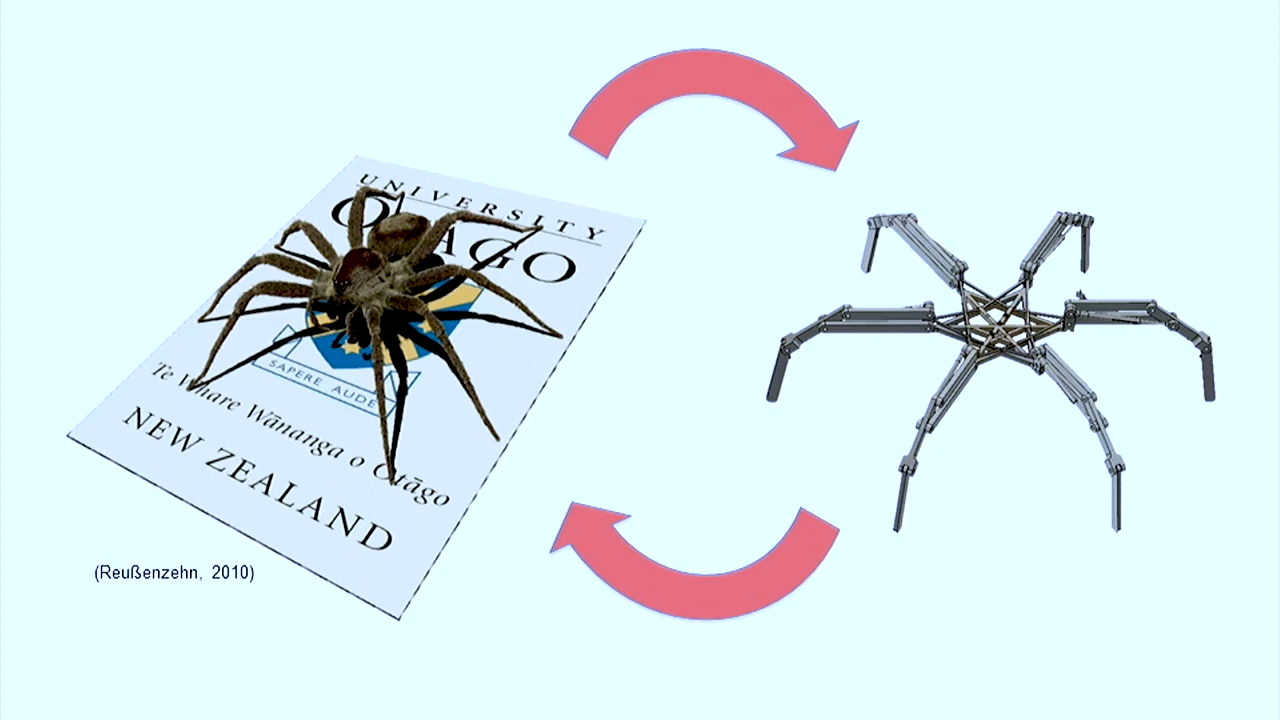 UNIVERSITY
OTAGO
SAPERE AUDE
Te Whare Wānanga o Otāgo
NEW ZEALAND
(Reußenzehn, 2010)